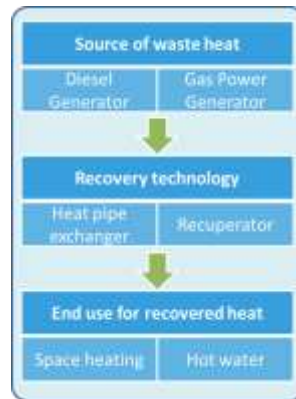 Source of waste heat
Diesel Generator
Gas Power Generator
Recovery technology
Heat pipe exchanger
Recuperator
End use for recovered heat
Space heating
Hot water